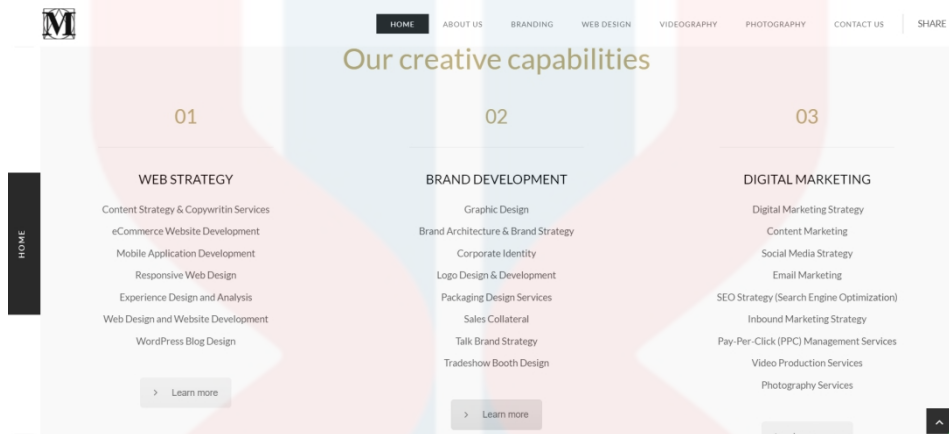 M
HOME ABOUT US BRANDING WEB DESIGN VIDEOGRAPHY PHOTOGRAPHY CONTACT US SHARE
Our creative capabilities
HOME
01
WEB STRATEGY
Content Strategy & Copywritin Services
eCommerce Website Development
Mobile Application Development
Responsive Web Design
Experience Design and Analysis
Web Design and Website Development
WordPress Blog Design
Learn more
02
BRAND DEVELOPMENT
Graphic Design
Brand Architecture & Brand Strategy
Corporate Identity
Logo Design & Development
Packaging Design Services
Sales Collateral
Talk Brand Strategy
Tradeshow Booth Design
Learn more
03
DIGITAL MARKETING
Digital Marketing Strategy
Content Marketing
Social Media Strategy
Email Marketing
SEO Strategy (Search Engine Optimization)
Inbound Marketing Strategy
Pay-Per-Click (PPC) Management Services
Video Production Services
Photography Services